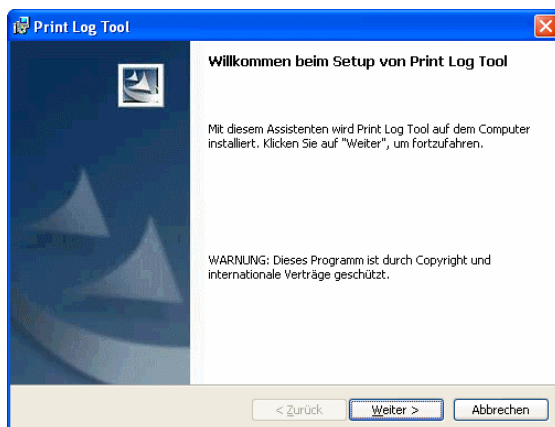 Print Log Tool
Willkommen beim Setup von Print Log Tool
Mit diesem Assistenten wird Print Log Tool auf dem Computer
installiert. Klicken Sie auf "Weiter", um fortzufahren.
WARNUNG: Dieses Programm ist durch Copyright und
internationale Verträge geschützt.
< Zurück
Weiter >
Abbrechen